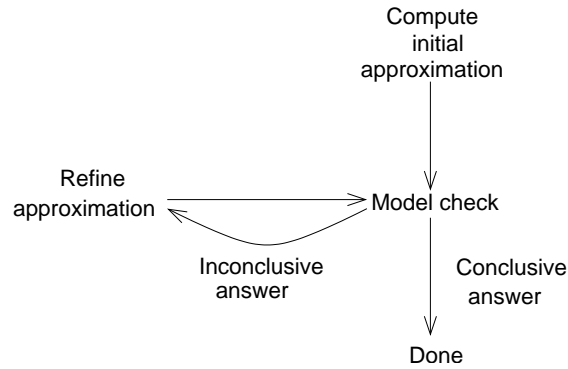 Compute
initial
approximation
Refine
approximation
Model check
Inconclusive
answer
Conclusive
answer
Done